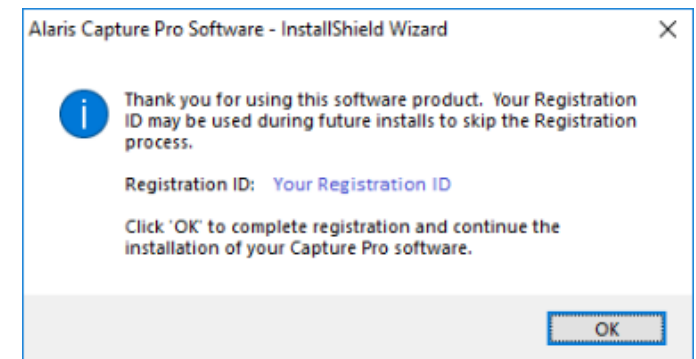 Alaris Capture Pro Software - InstallShield Wizard
Thank you for using this software product. Your Registration
ID may be used during future installs to skip the Registration
process.
Registration ID: Your Registration ID
Click 'OK' to complete registration and continue the
installation of your Capture Pro software.
OK